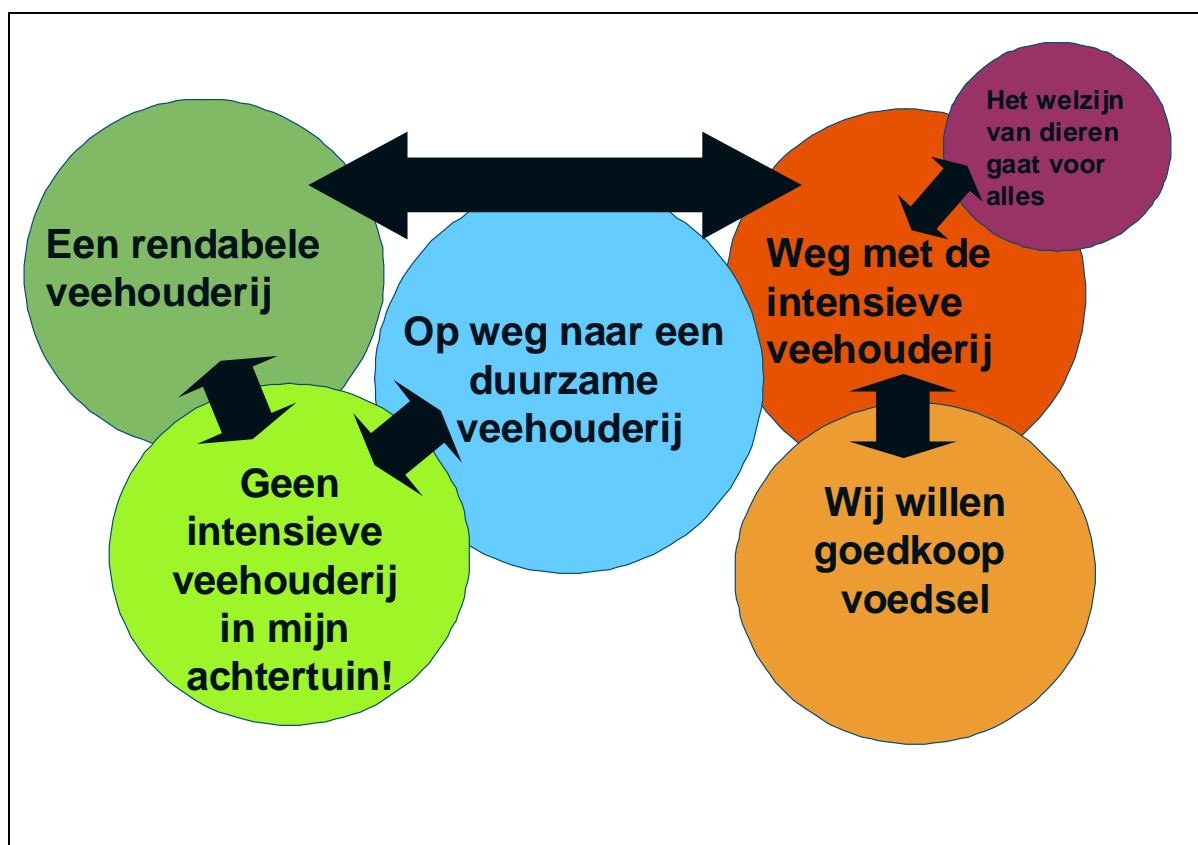 Een rendabele
veehouderij
Geen
intensieve
veehouderij
in mijn
achtertuin!
Op weg naar een
duurzame
veehouderij
Weg met de
intensieve
veehouderij
Het welzijn
van dieren
gaat voor
alles
Wij willen
goedkoop
voedsel